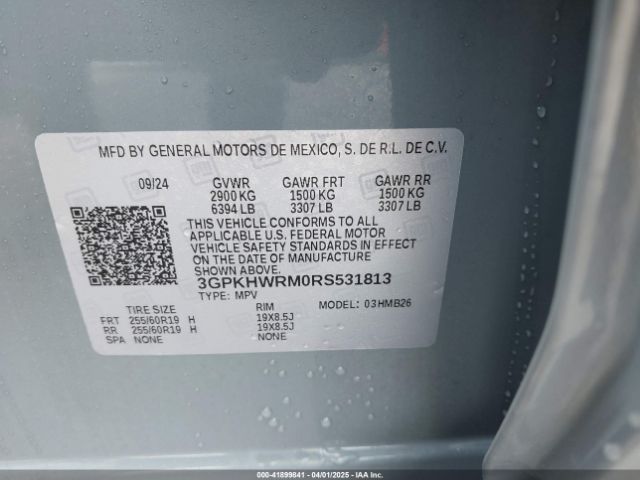 MFD BY GENERAL MOTORS DE MEXICO, S. DE R.L. DE C.V.
09/24 GVWR GAWR FRT GAWR RR
2900 KG 1500 KG 1500 KG
6394 LB 3307 LB 3307 LB
THIS VEHICLE CONFORMS TO ALL
APPLICABLE U.S. FEDERAL MOTOR
VEHICLE SAFETY STANDARDS IN EFFECT
ON THE DATE OF MANUFACTURE
SHOWN ABOVE.
3GPKHWRM0RS531813
TYPE: MPV MODEL: 03HMB26
TIRE SIZE RIM
FRT 255/60R19 H 19X8.5J
RR 255/60R19 H 19X8.5J
SPA NONE NONE
000-41899841 04/01/2025 IAAI.COM